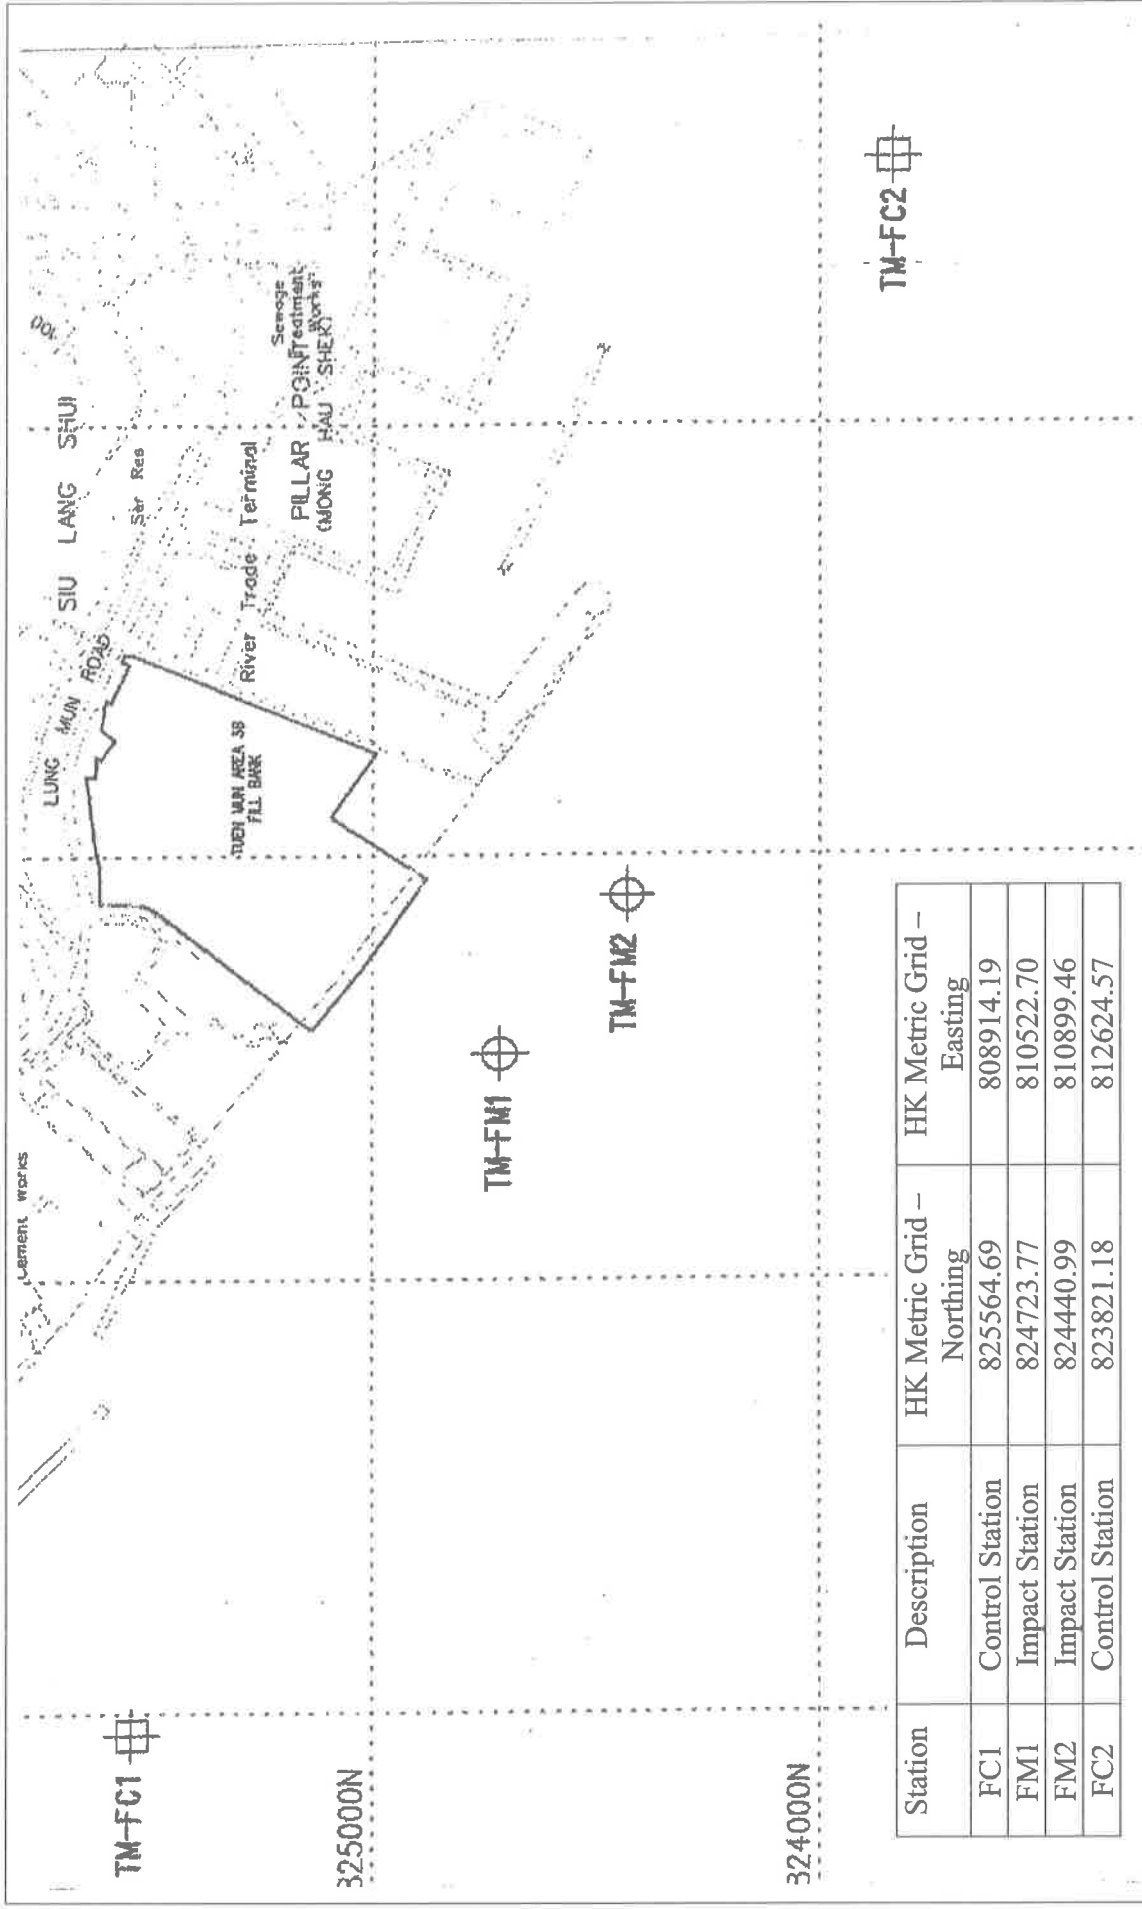 Cement works
LUNG MUN ROAD
SIU LANG SHUI
100
Ser Res
River Trade Terminal
Sewage
Treatment
Works
PILLAR POINT
(MONG HAU SHEK)
TUEN MUN AREA 38
FILL BANK
TM-FC1
TM-FM1
TM-FM2
TM-FC2
325000N
324000N
Station Description HK Metric Grid – Northing HK Metric Grid – Easting
FC1 Control Station 825564.69 808914.19
FM1 Impact Station 824723.77 810522.70
FM2 Impact Station 824440.99 810899.46
FC2 Control Station 823821.18 812624.57